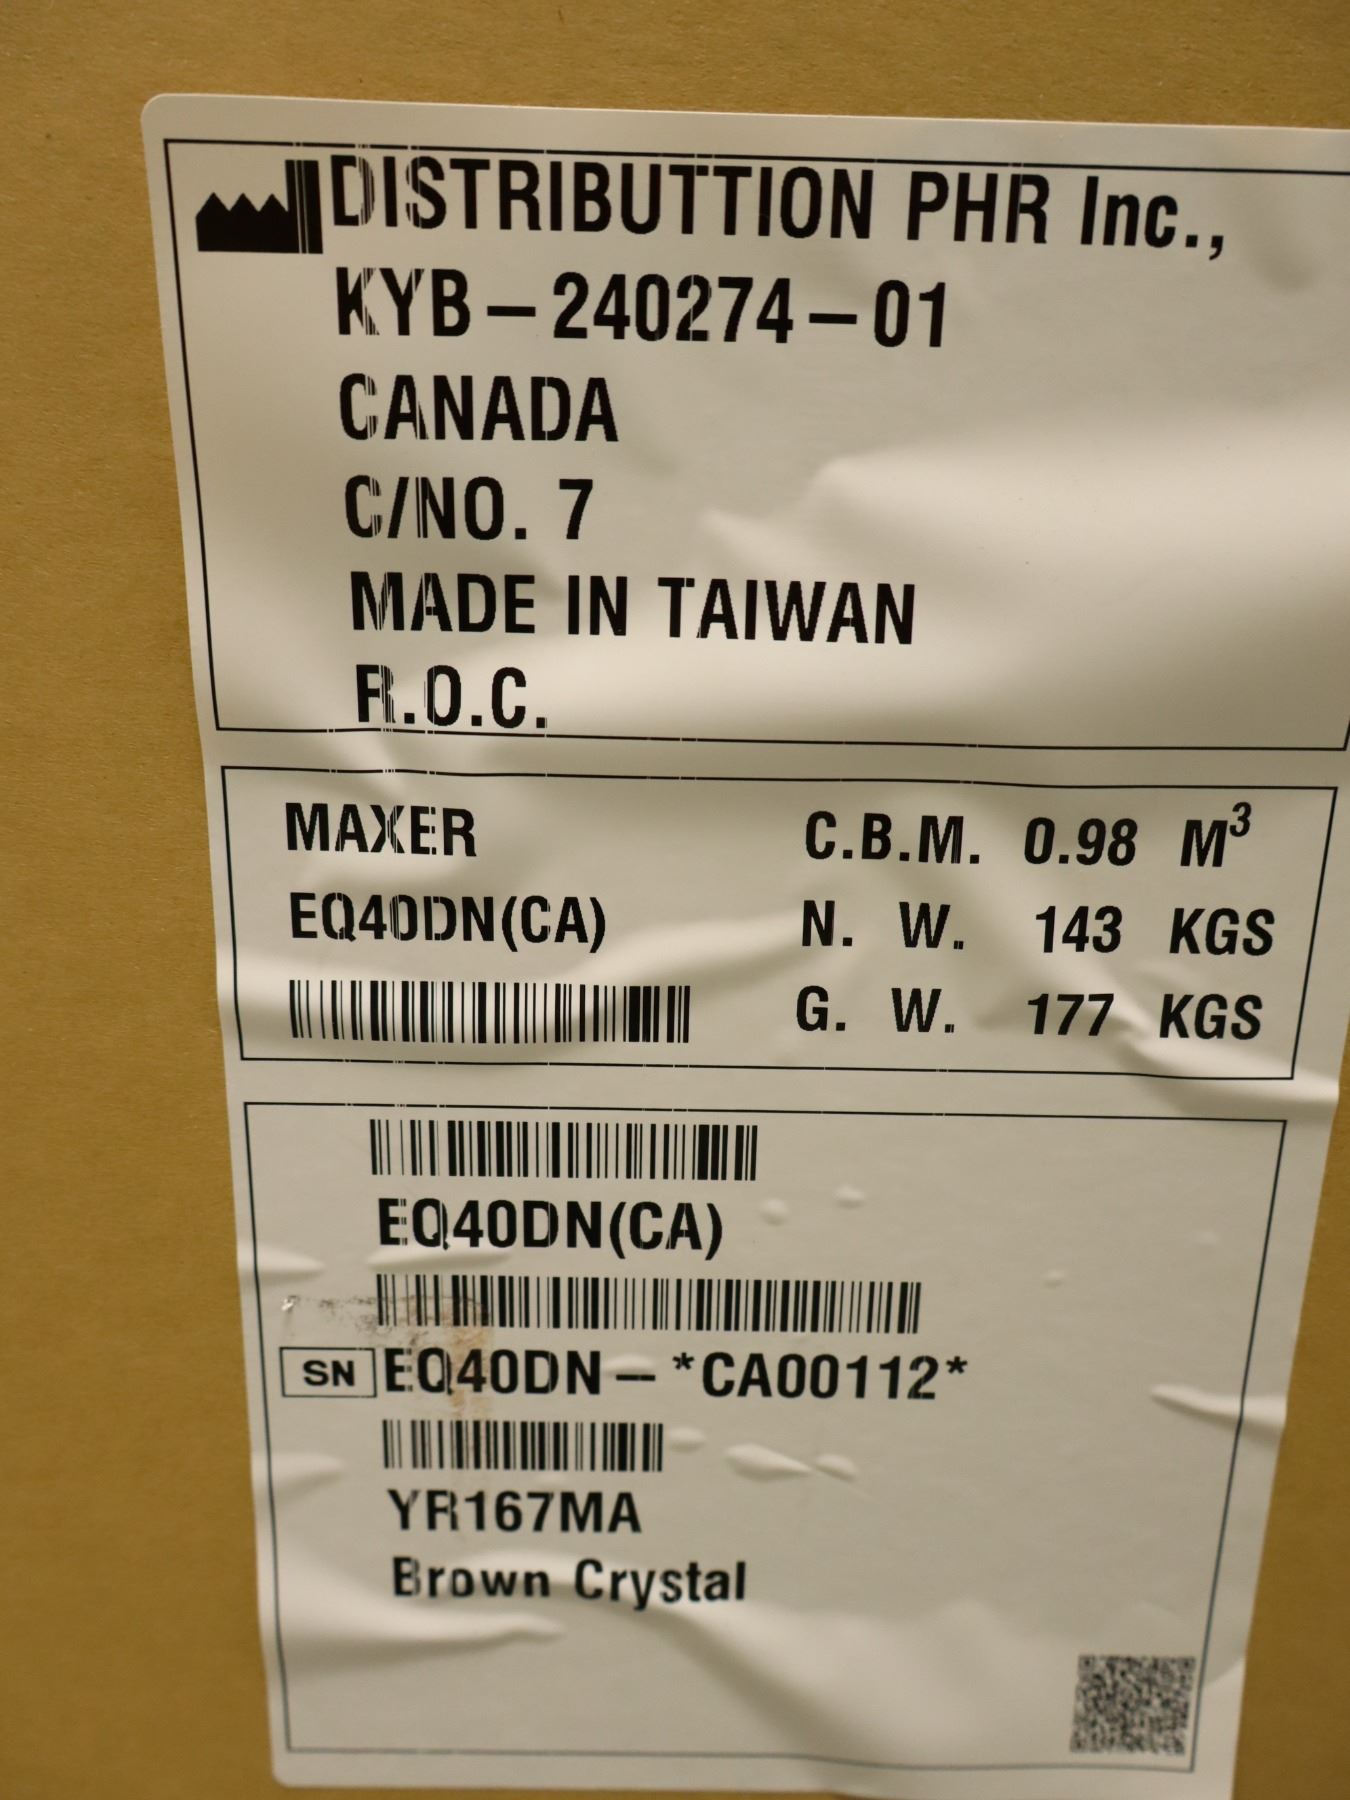 DISTRIBUTTION PHR Inc.,
KYB-240274-01
CANADA
C/NO. 7
MADE IN TAIWAN
R.O.C.
MAXER
EQ40DN(CA)
C.B.M. 0.98 M³
N. W. 143 KGS
G. W. 177 KGS
EQ40DN(CA)
SN EQ40DN-*CA00112*
YR167MA
Brown Crystal